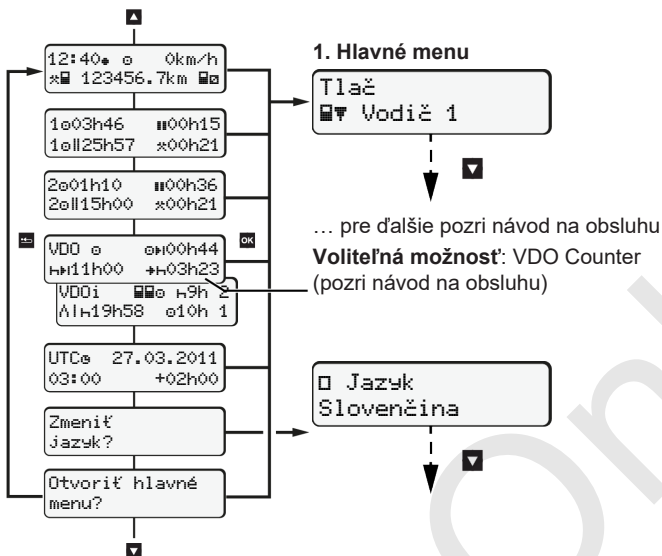 12:40● ⊙ 0km/h
123456.7km
1⊙03h46 00h15
1⊙II25h57 00h21
2⊙01h10 00h36
2⊙II15h00 00h21
VDO ⊙ ⊙00h44
11h00 03h23
VDOi ⊙ 9h 2
19h58 ⊙10h 1
UTC 27.03.2011
03:00 +02h00
Zmeniť
jazyk?
Otvoriť hlavné
menu?
OK
1. Hlavné menu
Tlač
Vodič 1
… pre ďalšie pozri návod na obsluhu
Voliteľná možnosť: VDO Counter
(pozri návod na obsluhu)
Jazyk
Slovenčina